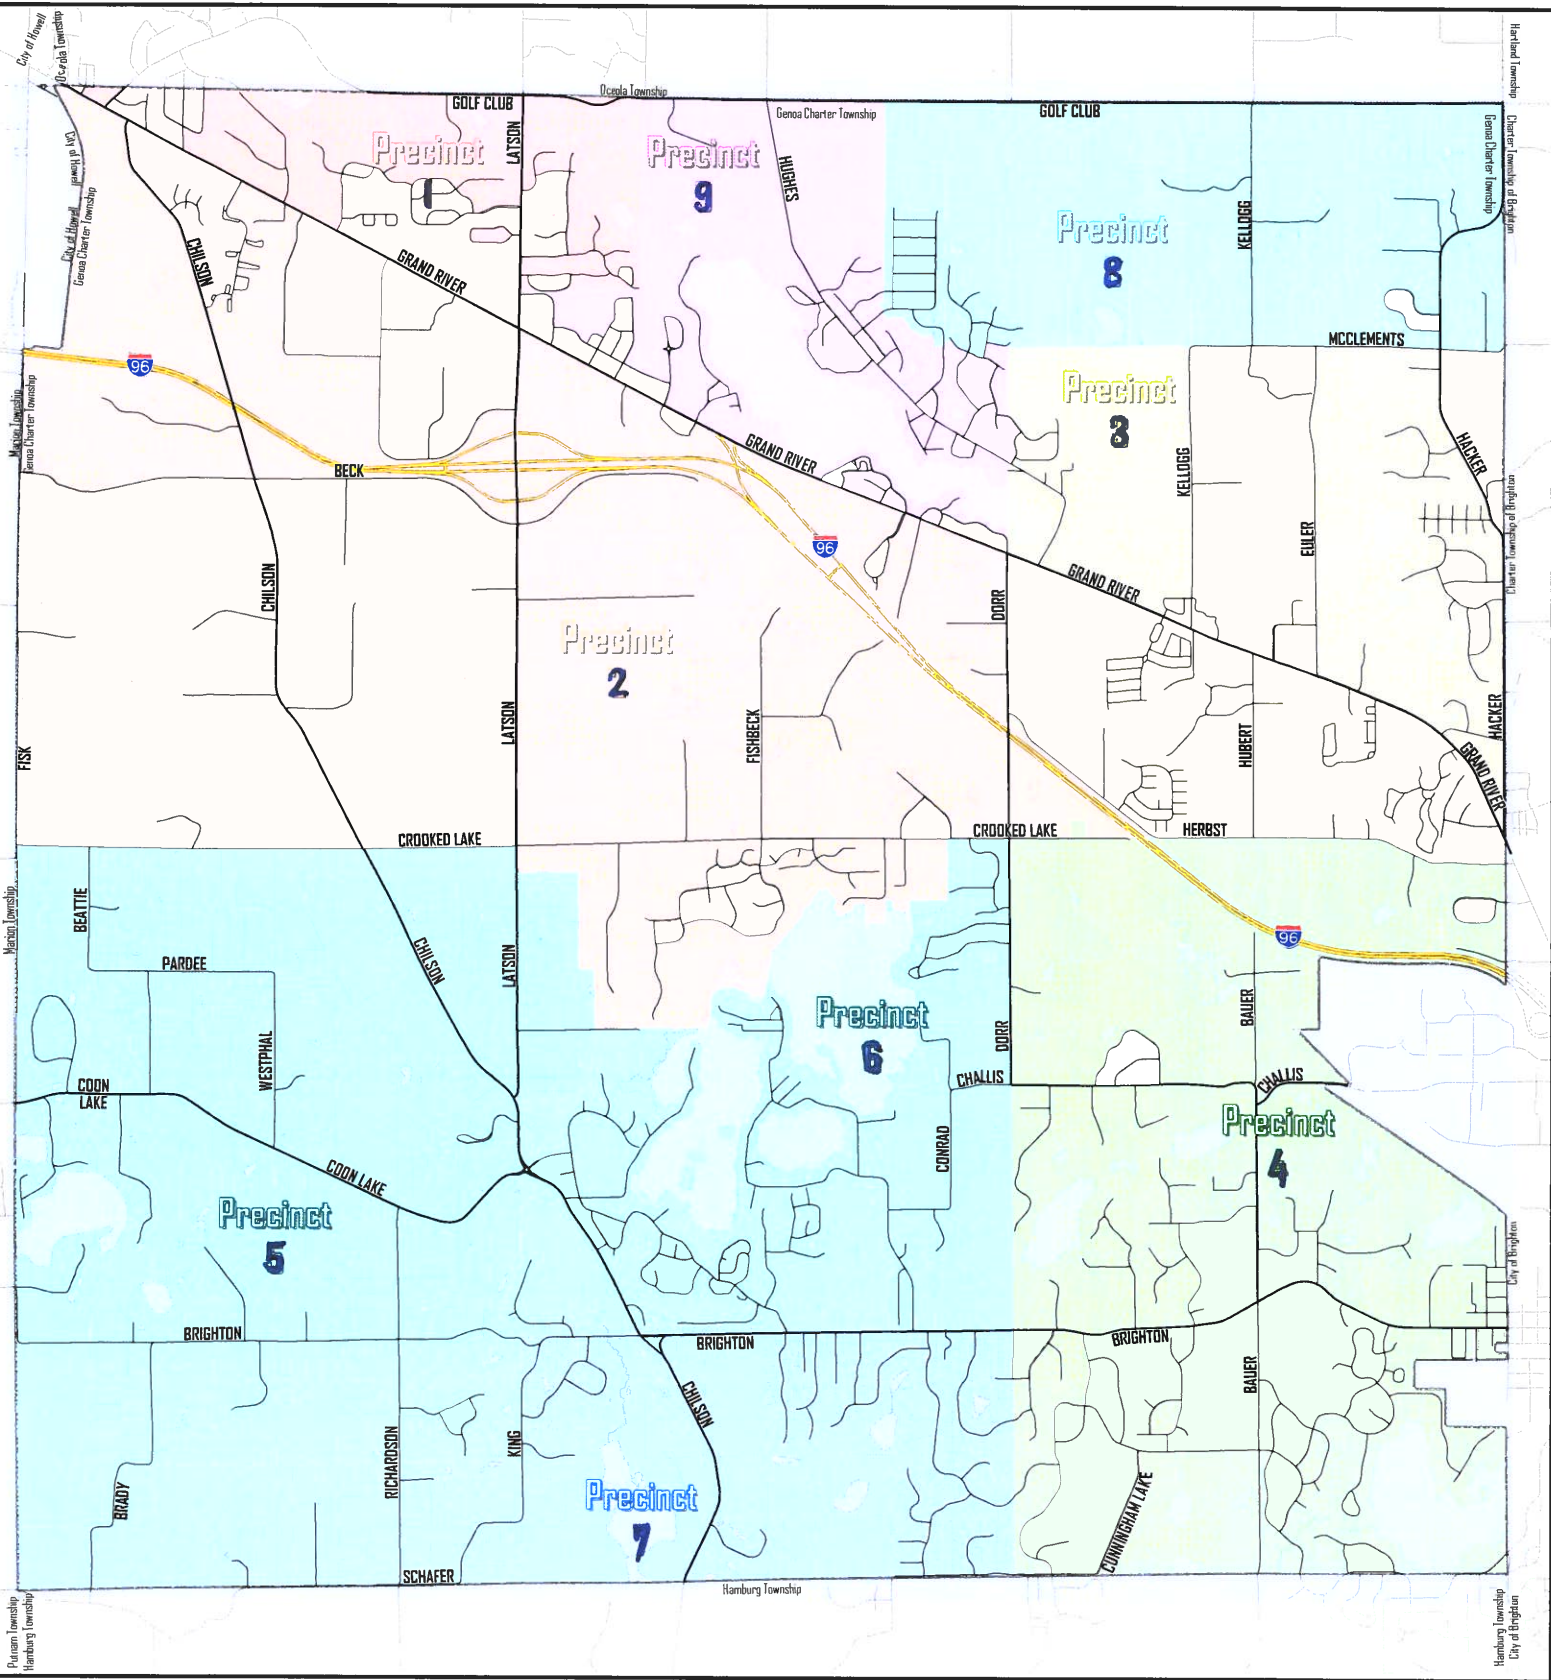 City of Howell
Oceola Township
Hartland Township
Oceola Township
GOLF CLUB
Genoa Charter Township
GOLF CLUB
Genoa Charter Township
Charter Township of Brighton
City of Howell
LATSON
Precinct
1
Precinct
9
HUGHES
Precinct
8
KELLOGG
City of Howell
Genoa Charter Township
CHILSON
GRAND RIVER
MCCLEMENTS
96
Marion Township
Genoa Charter Township
Precinct
3
HACKER
BECK
GRAND RIVER
KELLOGG
96
EULER
Charter Township of Brighton
CHILSON
DORR
GRAND RIVER
Precinct
2
FISK
LATSON
FISHBECK
HUBERT
HACKER
GRAND RIVER
CROOKED LAKE
CROOKED LAKE
HERBST
Marion Township
BEATTIE
CHILSON
LATSON
96
PARDEE
Precinct
6
DORR
BAUER
WESTPHAL
COON
LAKE
CHALLIS
CHALLIS
Precinct
4
CONRAD
COON LAKE
Precinct
5
City of Brighton
BRIGHTON
BRIGHTON
BRIGHTON
CHILSON
BAUER
RICHARDSON
KING
BRADY
Precinct
7
CUNNINGHAM LAKE
SCHAFER
Hamburg Township
Putnam Township
Hamburg Township
Hamburg Township
City of Brighton